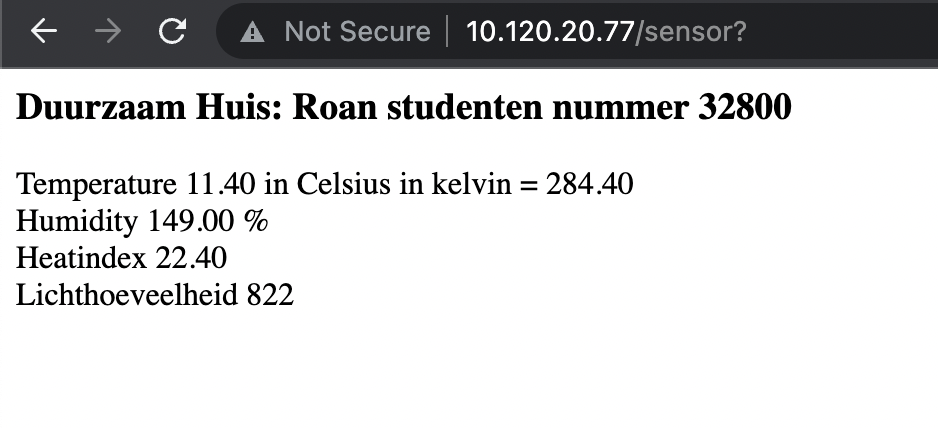 Not Secure | 10.120.20.77/sensor?
Duurzaam Huis: Roan studenten nummer 32800
Temperature 11.40 in Celsius in kelvin = 284.40
Humidity 149.00 %
Heatindex 22.40
Lichthoeveelheid 822